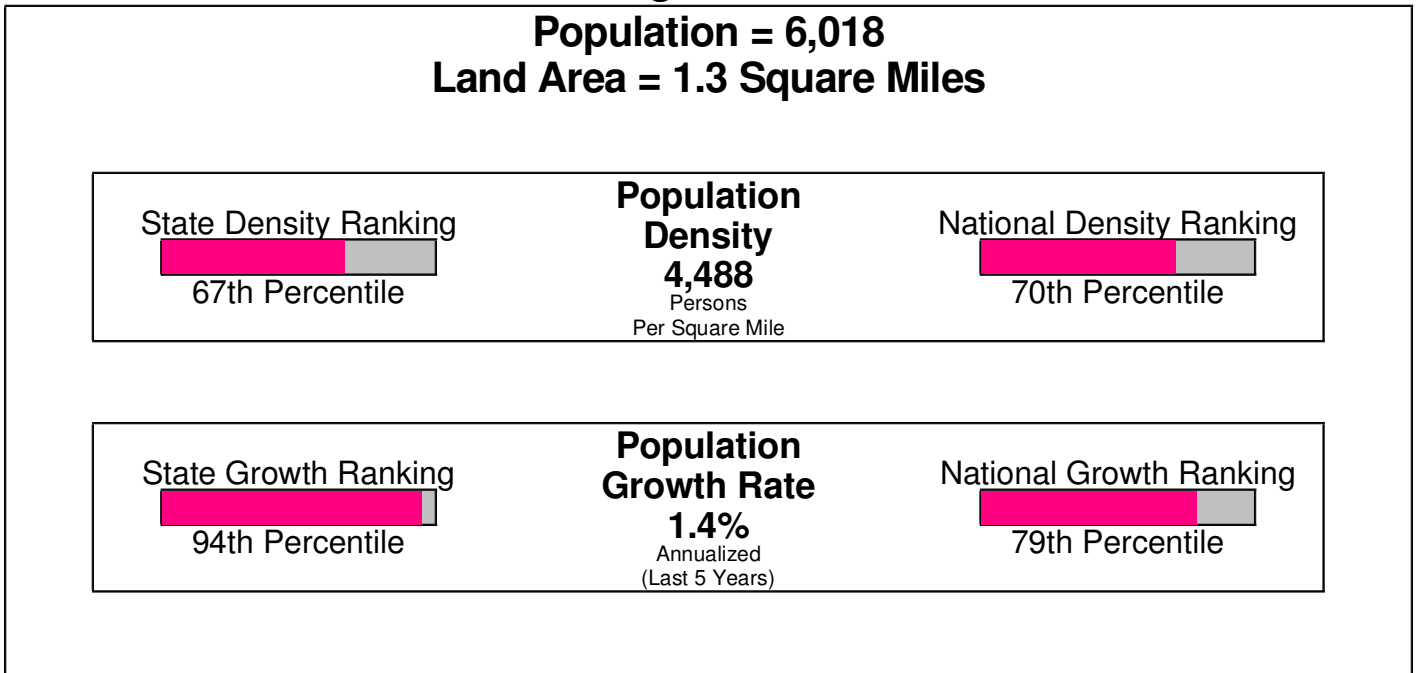 Population = 6,018
Land Area = 1.3 Square Miles
Population
Density
4,488
Persons
Per Square Mile
State Density Ranking
67th Percentile
National Density Ranking
70th Percentile
Population
Growth Rate
1.4%
Annualized
(Last 5 Years)
State Growth Ranking
94th Percentile
National Growth Ranking
79th Percentile